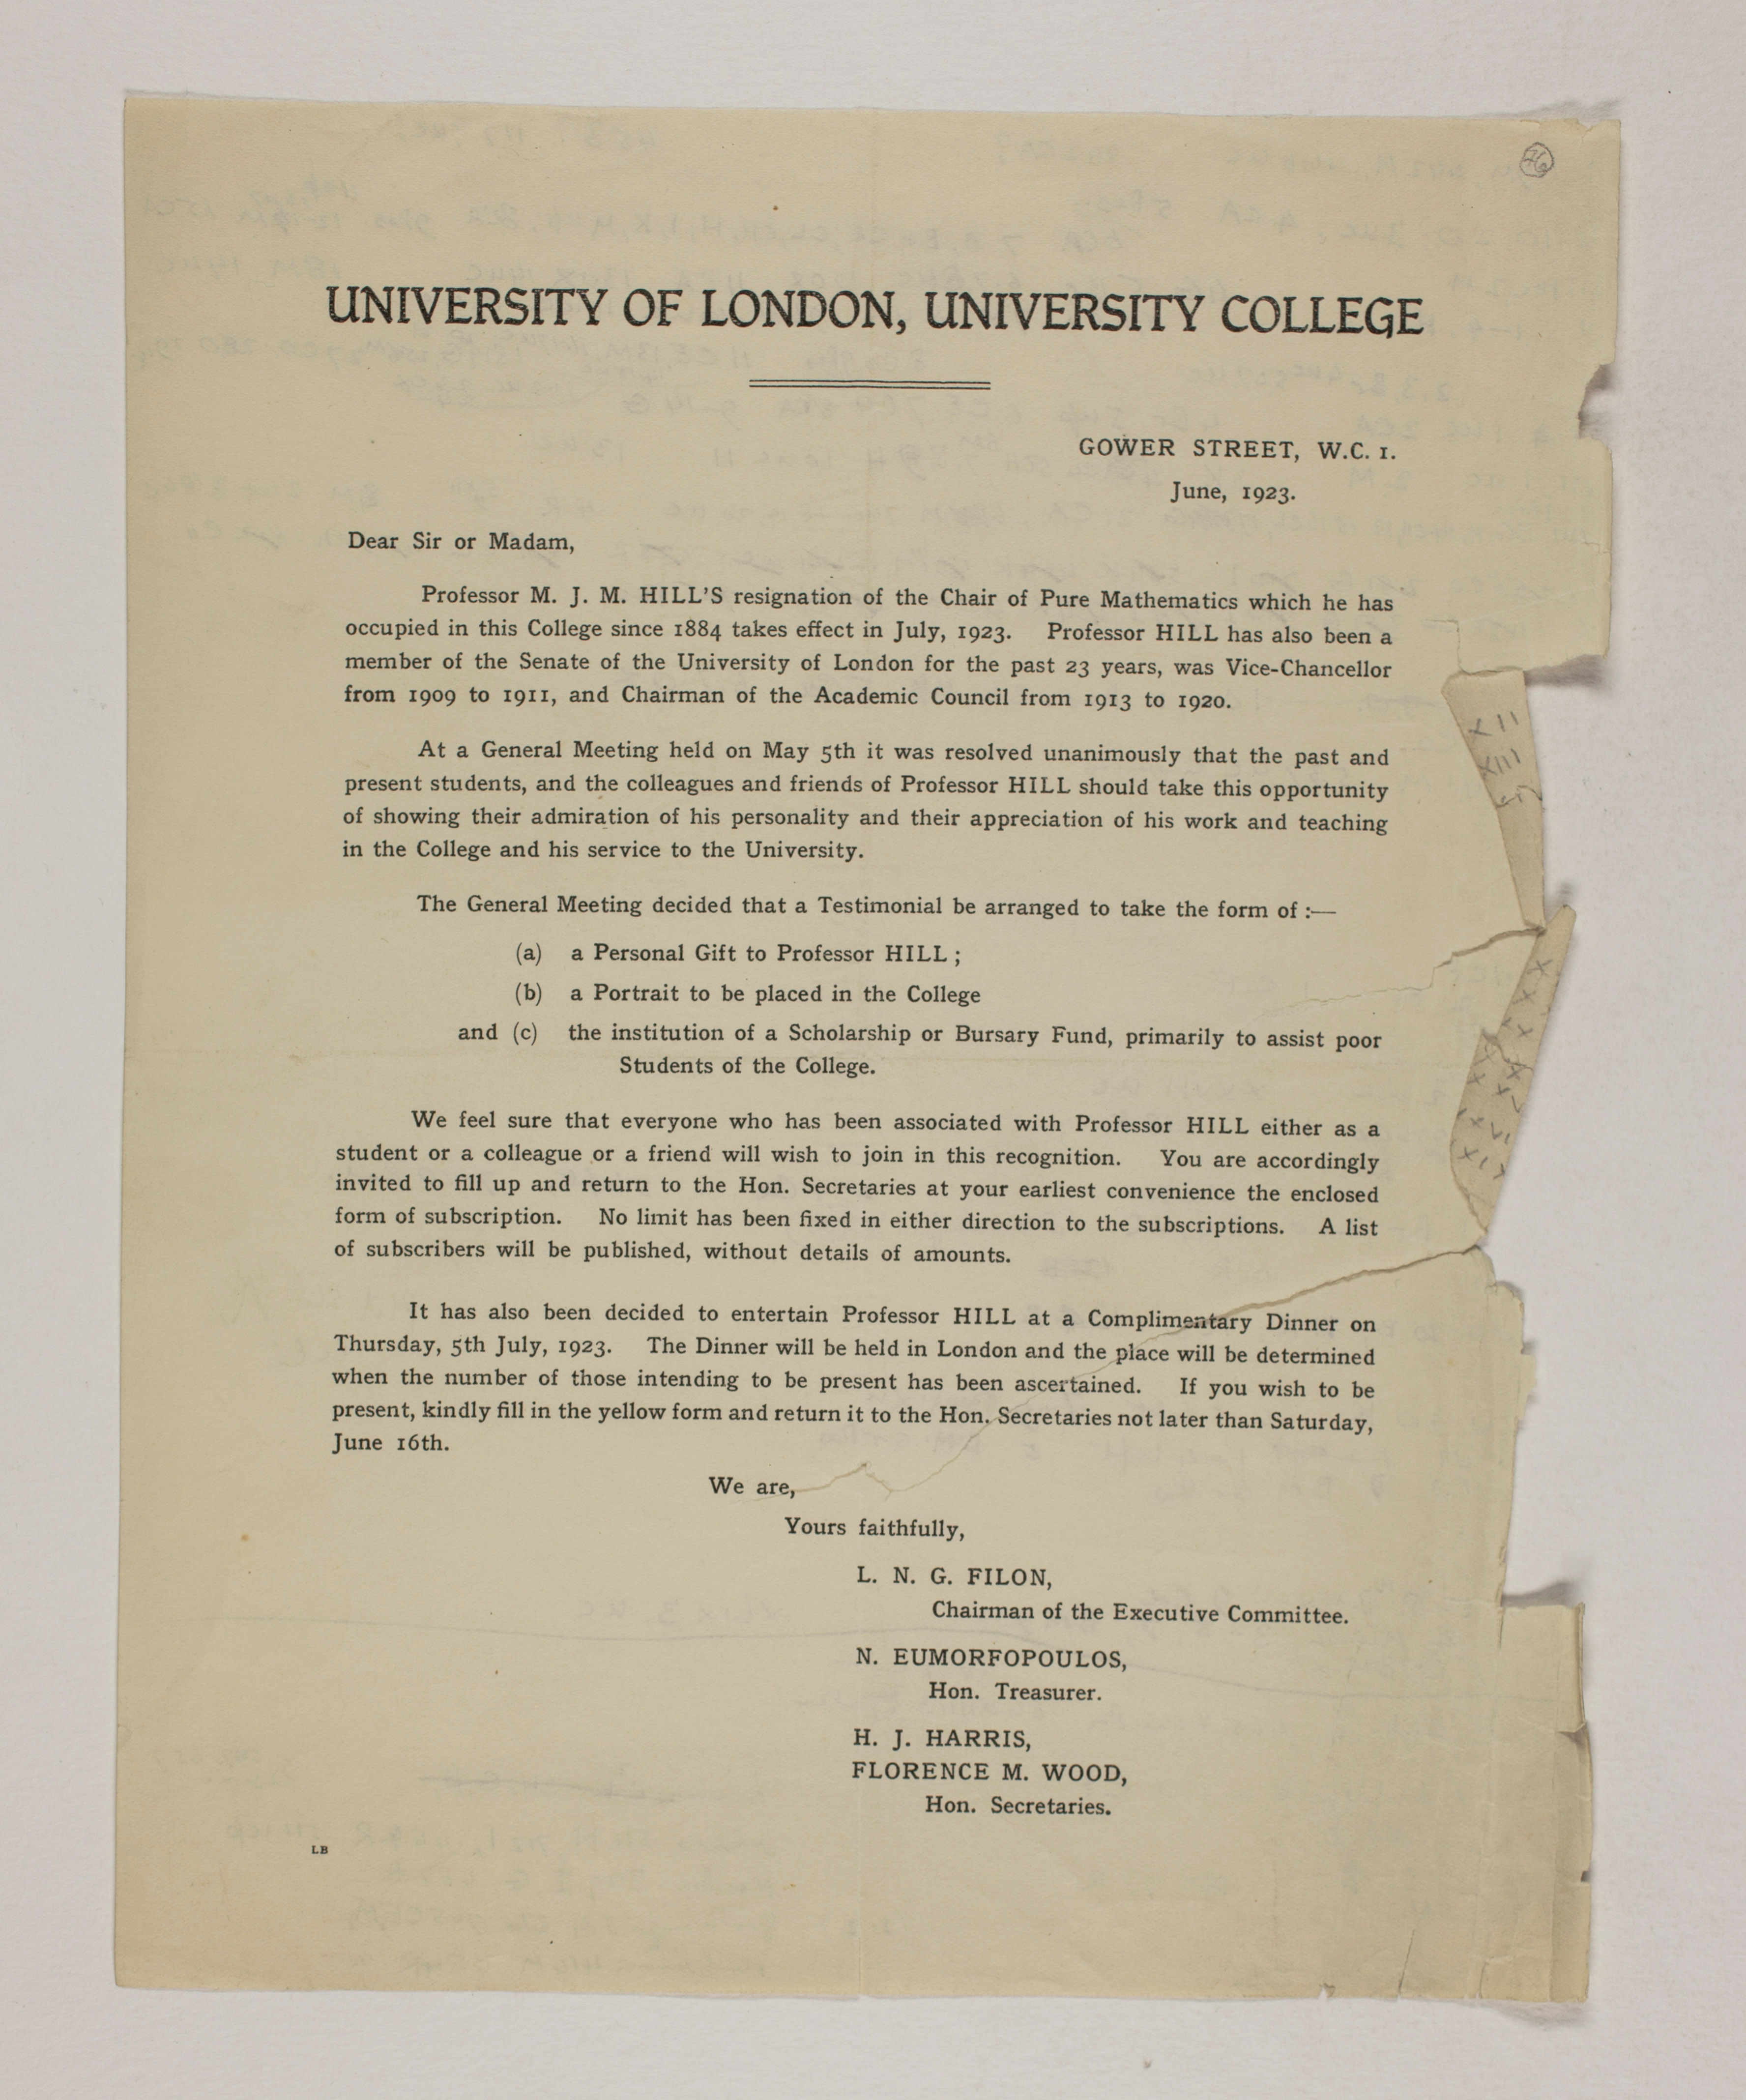 76
UNIVERSITY OF LONDON, UNIVERSITY COLLEGE
GOWER STREET, W.C. 1.
June, 1923.
Dear Sir or Madam,
Professor M. J. M. HILL'S resignation of the Chair of Pure Mathematics which he has
occupied in this College since 1884 takes effect in July, 1923. Professor HILL has also been a
member of the Senate of the University of London for the past 23 years, was Vice-Chancellor
from 1909 to 1911, and Chairman of the Academic Council from 1913 to 1920.
At a General Meeting held on May 5th it was resolved unanimously that the past and
present students, and the colleagues and friends of Professor HILL should take this opportunity
of showing their admiration of his personality and their appreciation of his work and teaching
in the College and his service to the University.
The General Meeting decided that a Testimonial be arranged to take the form of :—
(a) a Personal Gift to Professor HILL ;
(b) a Portrait to be placed in the College
and (c) the institution of a Scholarship or Bursary Fund, primarily to assist poor
Students of the College.
We feel sure that everyone who has been associated with Professor HILL either as a
student or a colleague or a friend will wish to join in this recognition. You are accordingly
invited to fill up and return to the Hon. Secretaries at your earliest convenience the enclosed
form of subscription. No limit has been fixed in either direction to the subscriptions. A list
of subscribers will be published, without details of amounts.
It has also been decided to entertain Professor HILL at a Complimentary Dinner on
Thursday, 5th July, 1923. The Dinner will be held in London and the place will be determined
when the number of those intending to be present has been ascertained. If you wish to be
present, kindly fill in the yellow form and return it to the Hon. Secretaries not later than Saturday,
June 16th.
We are,
Yours faithfully,
L. N. G. FILON,
Chairman of the Executive Committee.
N. EUMORFOPOULOS,
Hon. Treasurer.
H. J. HARRIS,
FLORENCE M. WOOD,
Hon. Secretaries.
LB
XII
XIII